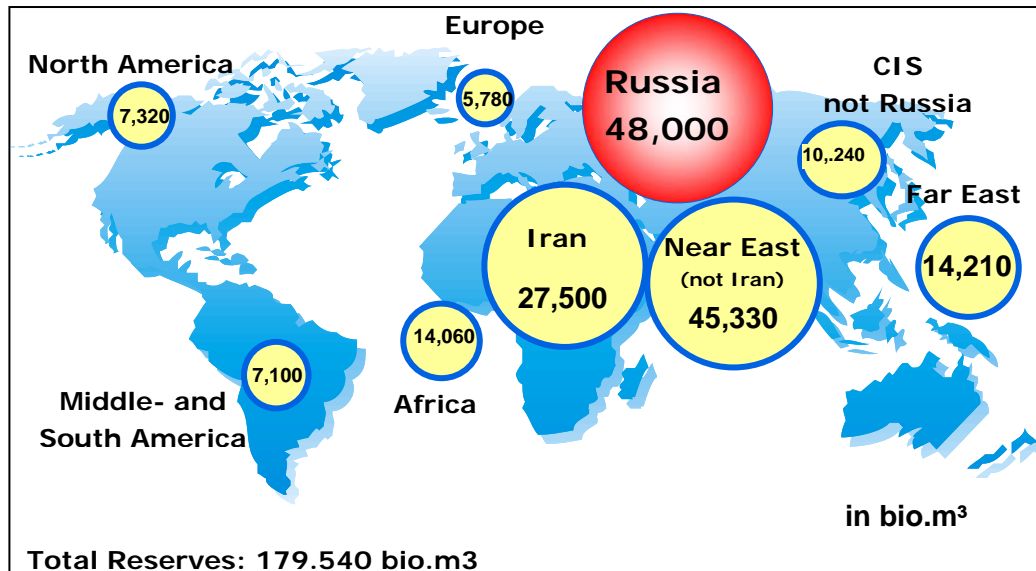 Europe
5,780
North America
7,320
Russia
48,000
CIS
not Russia
10,.240
Far East
14,210
Iran
27,500
Near East
(not Iran)
45,330
14,060
Africa
7,100
Middle- and
South America
in bio.m³
Total Reserves: 179.540 bio.m3